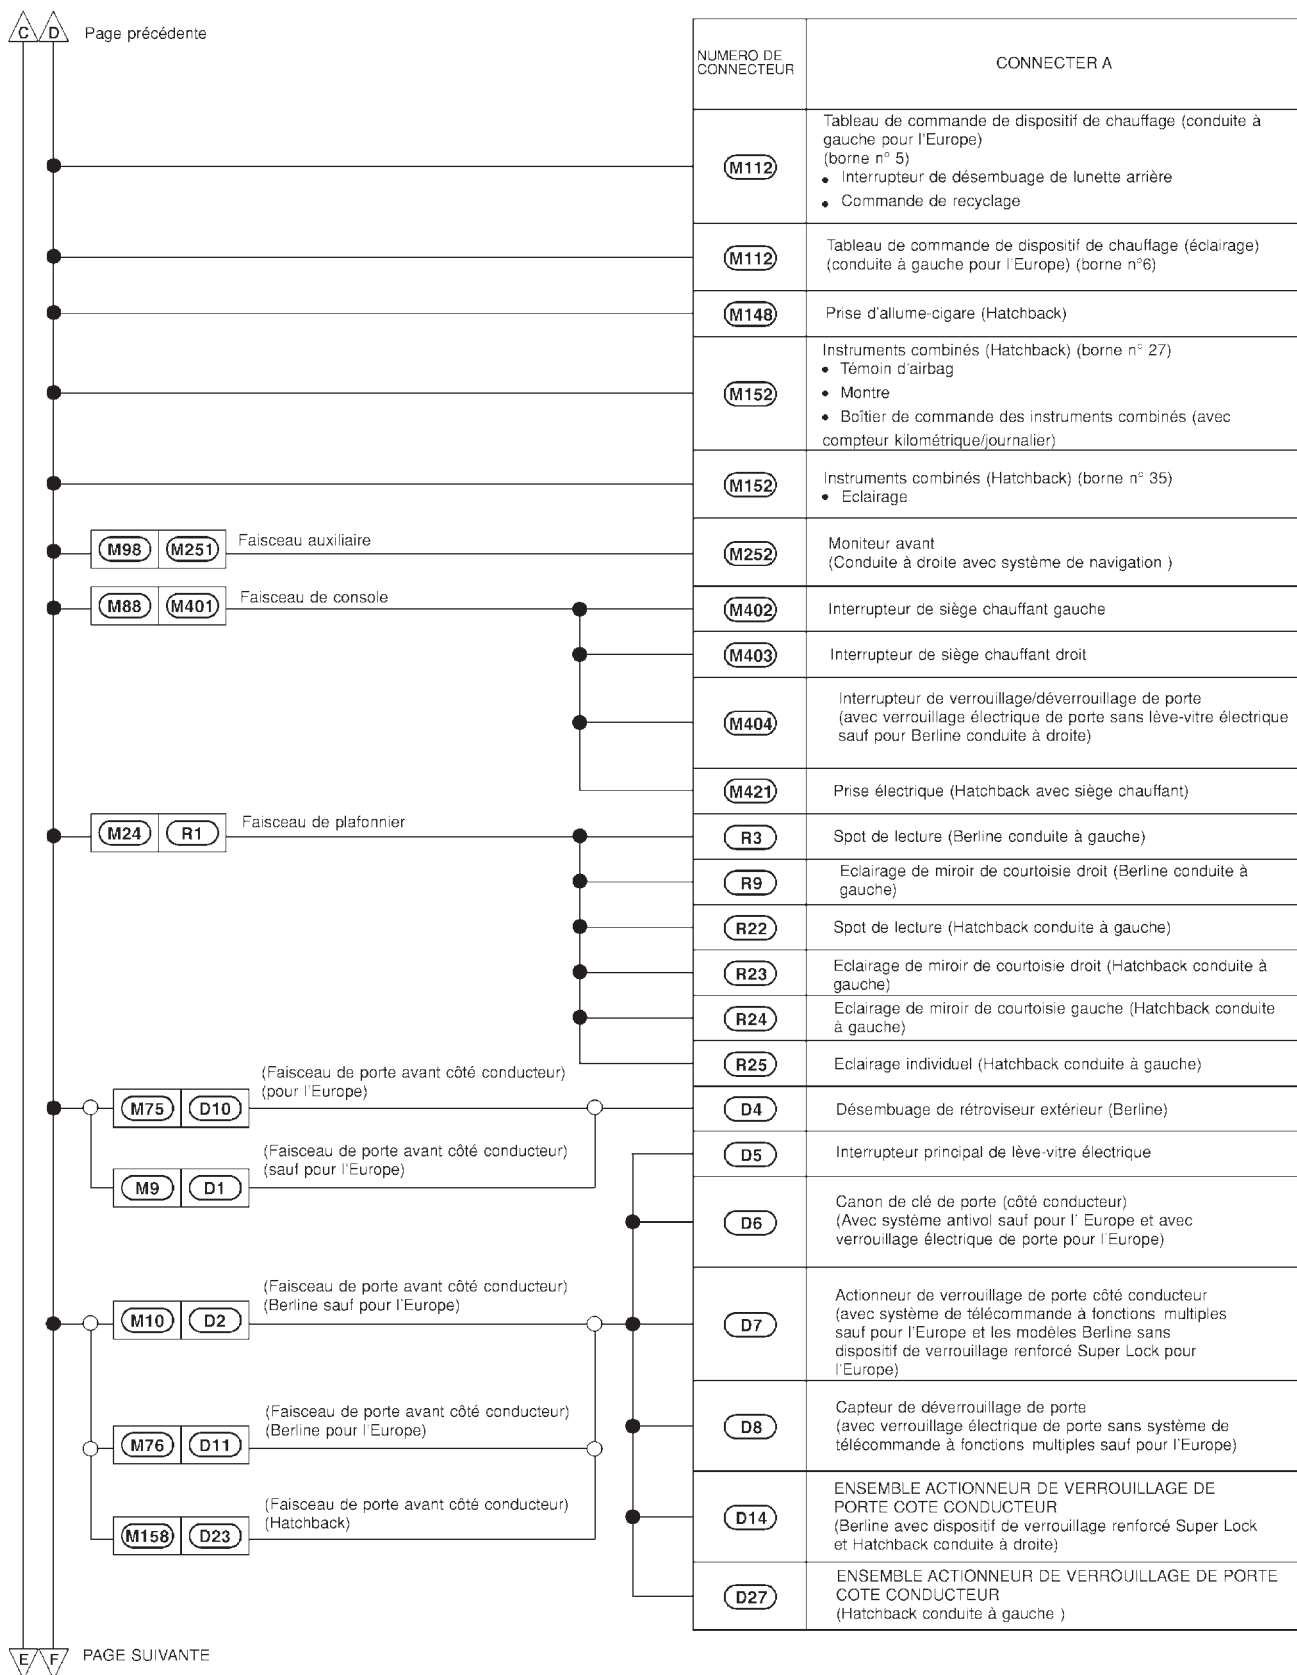 C D Page précédente
NUMERO DE
CONNECTEUR
CONNECTER A
M112
Tableau de commande de dispositif de chauffage (conduite à
gauche pour l'Europe)
(borne n° 5)
• Interrupteur de désembuage de lunette arrière
• Commande de recyclage
M112
Tableau de commande de dispositif de chauffage (éclairage)
(conduite à gauche pour l'Europe) (borne n°6)
M148
Prise d'allume-cigare (Hatchback)
M152
Instruments combinés (Hatchback) (borne n° 27)
• Témoin d'airbag
• Montre
• Boîtier de commande des instruments combinés (avec
compteur kilométrique/journalier)
M152
Instruments combinés (Hatchback) (borne n° 35)
• Eclairage
M98 M251 Faisceau auxiliaire
M252
Moniteur avant
(Conduite à droite avec système de navigation )
M88 M401 Faisceau de console
M402
Interrupteur de siège chauffant gauche
M403
Interrupteur de siège chauffant droit
M404
Interrupteur de verrouillage/déverrouillage de porte
(avec verrouillage électrique de porte sans lève-vitre électrique
sauf pour Berline conduite à droite)
M421
Prise électrique (Hatchback avec siège chauffant)
M24 R1 Faisceau de plafonnier
R3
Spot de lecture (Berline conduite à gauche)
R9
Eclairage de miroir de courtoisie droit (Berline conduite à
gauche)
R22
Spot de lecture (Hatchback conduite à gauche)
R23
Eclairage de miroir de courtoisie droit (Hatchback conduite à
gauche)
R24
Eclairage de miroir de courtoisie gauche (Hatchback conduite
à gauche)
R25
Eclairage individuel (Hatchback conduite à gauche)
(Faisceau de porte avant côté conducteur)
(pour l'Europe)
M75 D10
D4
Désembuage de rétroviseur extérieur (Berline)
(Faisceau de porte avant côté conducteur)
(sauf pour l'Europe)
M9 D1
D5
Interrupteur principal de lève-vitre électrique
D6
Canon de clé de porte (côté conducteur)
(Avec système antivol sauf pour l' Europe et avec
verrouillage électrique de porte pour l'Europe)
(Faisceau de porte avant côté conducteur)
(Berline sauf pour l'Europe)
M10 D2
D7
Actionneur de verrouillage de porte côté conducteur
(avec système de télécommande à fonctions multiples
sauf pour l'Europe et les modèles Berline sans
dispositif de verrouillage renforcé Super Lock pour
l'Europe)
(Faisceau de porte avant côté conducteur)
(Berline pour l'Europe)
M76 D11
D8
Capteur de déverrouillage de porte
(avec verrouillage électrique de porte sans système de
télécommande à fonctions multiples sauf pour l'Europe)
(Faisceau de porte avant côté conducteur)
(Hatchback)
M158 D23
D14
ENSEMBLE ACTIONNEUR DE VERROUILLAGE DE
PORTE COTE CONDUCTEUR
(Berline avec dispositif de verrouillage renforcé Super Lock
et Hatchback conduite à droite)
D27
ENSEMBLE ACTIONNEUR DE VERROUILLAGE DE PORTE
COTE CONDUCTEUR
(Hatchback conduite à gauche )
E F PAGE SUIVANTE